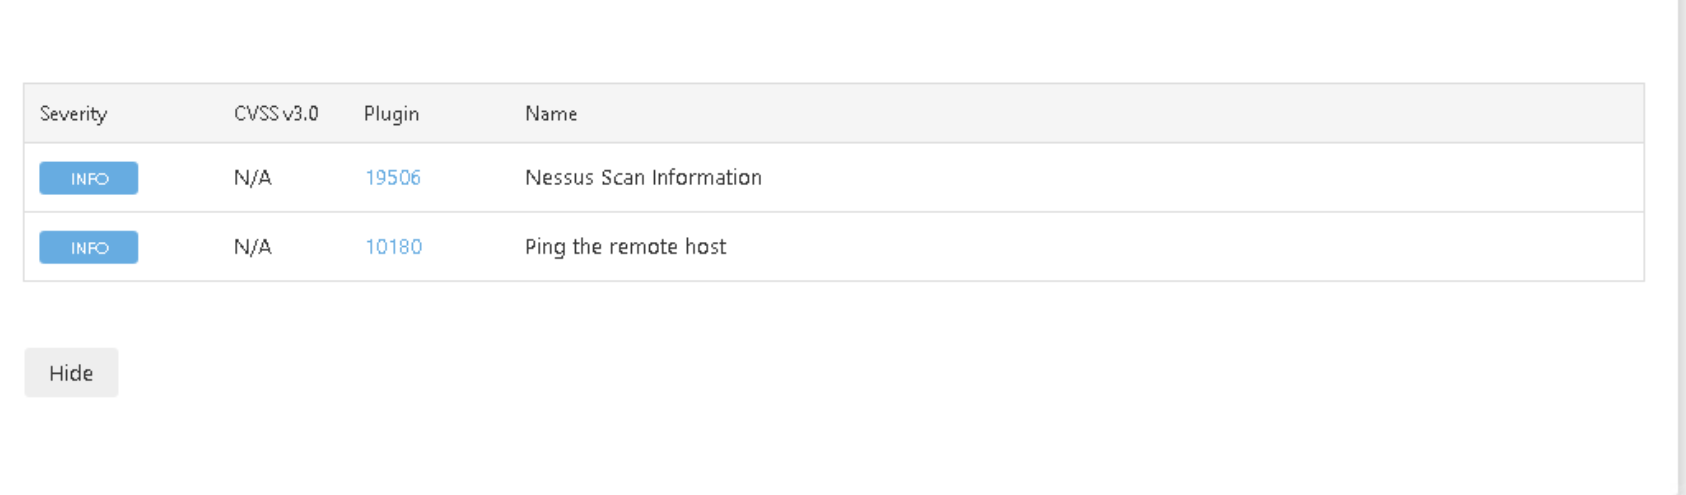 Severity CVSS v3.0 Plugin Name
INFO N/A 19506 Nessus Scan Information
INFO N/A 10180 Ping the remote host
Hide